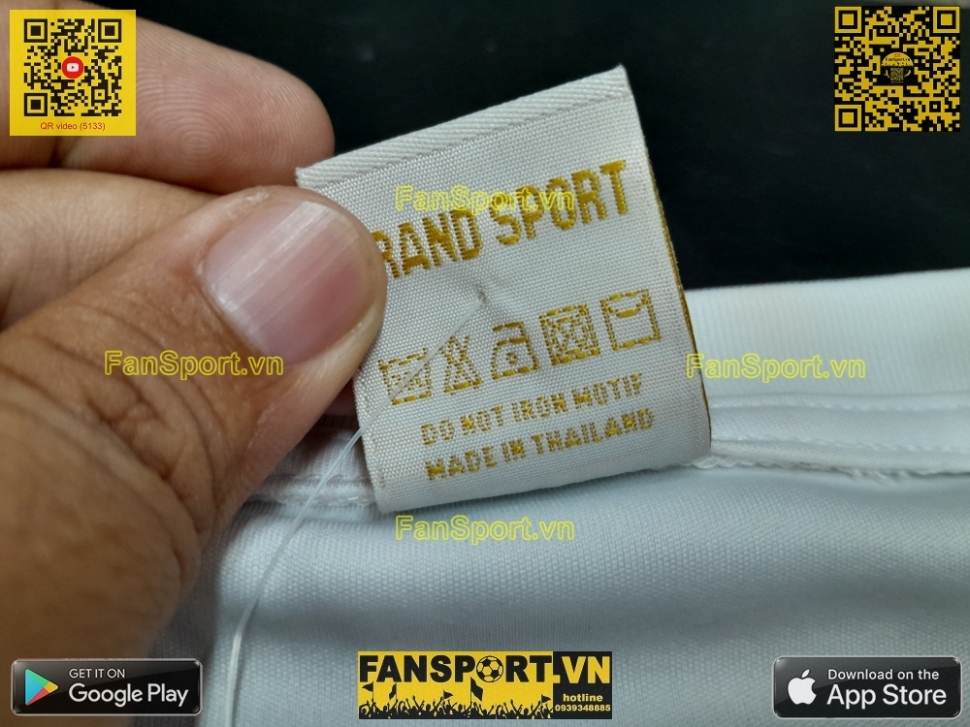 QR video (5133)
FanSport.vn
RAND SPORT
FanSport.vn
FanSport.vn
DO NOT IRON MOTIF
MADE IN THAILAND
FanSport.vn
GET IT ON
Google Play
FANSPORT.VN
hotline
0939348885
Download on the
App Store